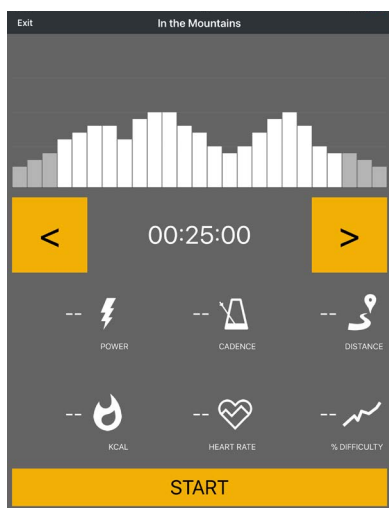 Exit In the Mountains
< 00:25:00 >
-- -- --
POWER CADENCE DISTANCE
-- -- --
KCAL HEART RATE % DIFFICULTY
START